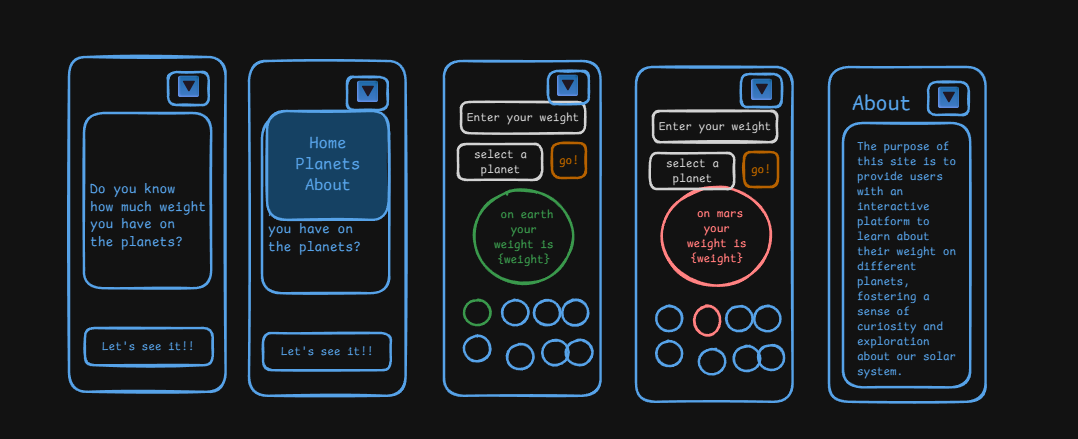 Do you know
how much weight
you have on
the planets?
Let's see it!!
Home
Planets
About
you have on
the planets?
Let's see it!!
Enter your weight
select a
planet
go!
on earth
your
weight is
{weight}
Enter your weight
select a
planet
go!
on mars
your
weight is
{weight}
About
The purpose of
this site is to
provide users
with an
interactive
platform to
learn about
their weight on
different
planets,
fostering a
sense of
curiosity and
exploration
about our solar
system.